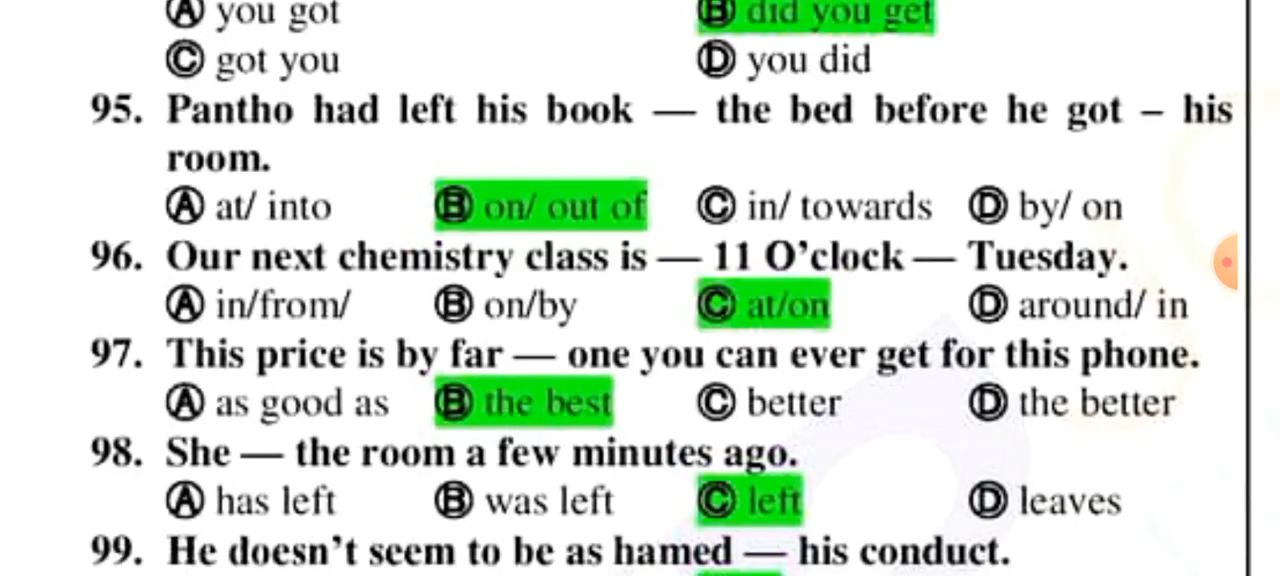 Ⓐ you got Ⓑ did you get
Ⓒ got you Ⓓ you did
95. Pantho had left his book — the bed before he got – his
room.
Ⓐ at/ into Ⓑ on/ out of Ⓒ in/ towards Ⓓ by/ on
96. Our next chemistry class is — 11 O’clock — Tuesday.
Ⓐ in/from/ Ⓑ on/by Ⓒ at/on Ⓓ around/ in
97. This price is by far — one you can ever get for this phone.
Ⓐ as good as Ⓑ the best Ⓒ better Ⓓ the better
98. She — the room a few minutes ago.
Ⓐ has left Ⓑ was left Ⓒ left Ⓓ leaves
99. He doesn’t seem to be as hamed — his conduct.